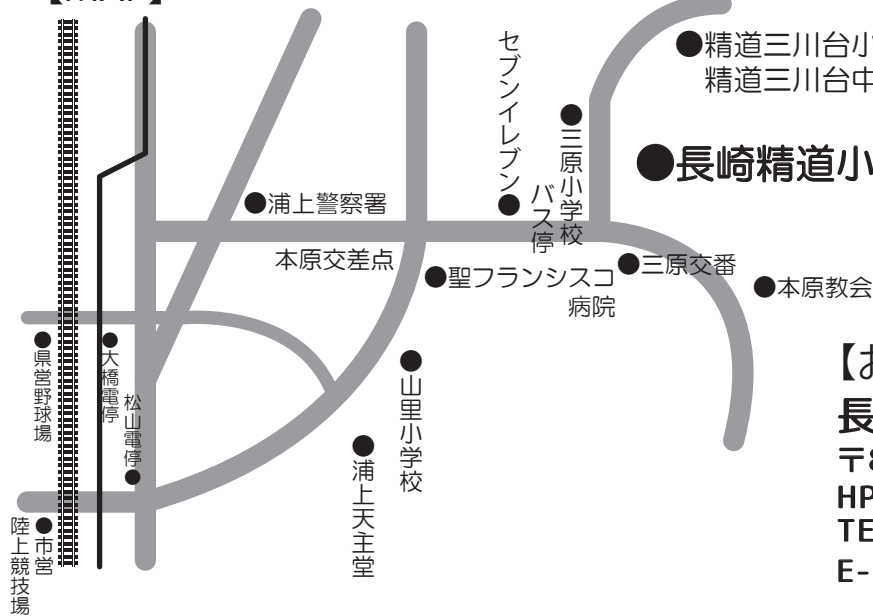 【MAP】
●精道三川台小
精道三川台中
セブンイレブン
●
●
三原小学校
バス停
●長崎精道小
●浦上警察署
本原交差点
●聖フランシスコ
病院
●三原交番
●本原教会
●
県営野球場
●
大橋電停
松山電停
●
●
山里小学校
●
浦上天主堂
●
市営
陸上競技場
【お
長
〒8
HP
TE
E-